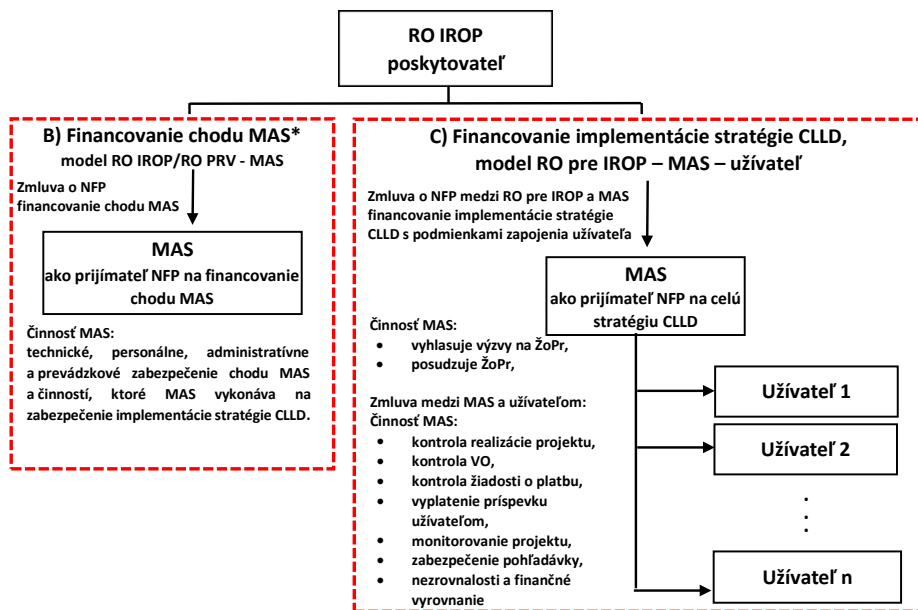 RO IROP
poskytovateľ
B) Financovanie chodu MAS*
model RO IROP/RO PRV - MAS
Zmluva o NFP
financovanie chodu MAS
MAS
ako prijímateľ NFP na financovanie
chodu MAS
Činnosť MAS:
technické, personálne, administratívne
a prevádzkové zabezpečenie chodu MAS
a činností, ktoré MAS vykonáva na
zabezpečenie implementácie stratégie CLLD.
C) Financovanie implementácie stratégie CLLD,
model RO pre IROP – MAS – užívateľ
Zmluva o NFP medzi RO pre IROP a MAS
financovanie implementácie stratégie
CLLD s podmienkami zapojenia užívateľa
MAS
ako prijímateľ NFP na celú
stratégiu CLLD
Činnosť MAS:
• vyhlasuje výzvy na ŽoPr,
• posudzuje ŽoPr,
Zmluva medzi MAS a užívateľom:
Činnosť MAS:
• kontrola realizácie projektu,
• kontrola VO,
• kontrola žiadosti o platbu,
• vyplatenie príspevku
užívateľom,
• monitorovanie projektu,
• zabezpečenie pohľadávky,
• nezrovnalosti a finančné
vyrovnanie
Užívateľ 1
Užívateľ 2
.
.
.
Užívateľ n